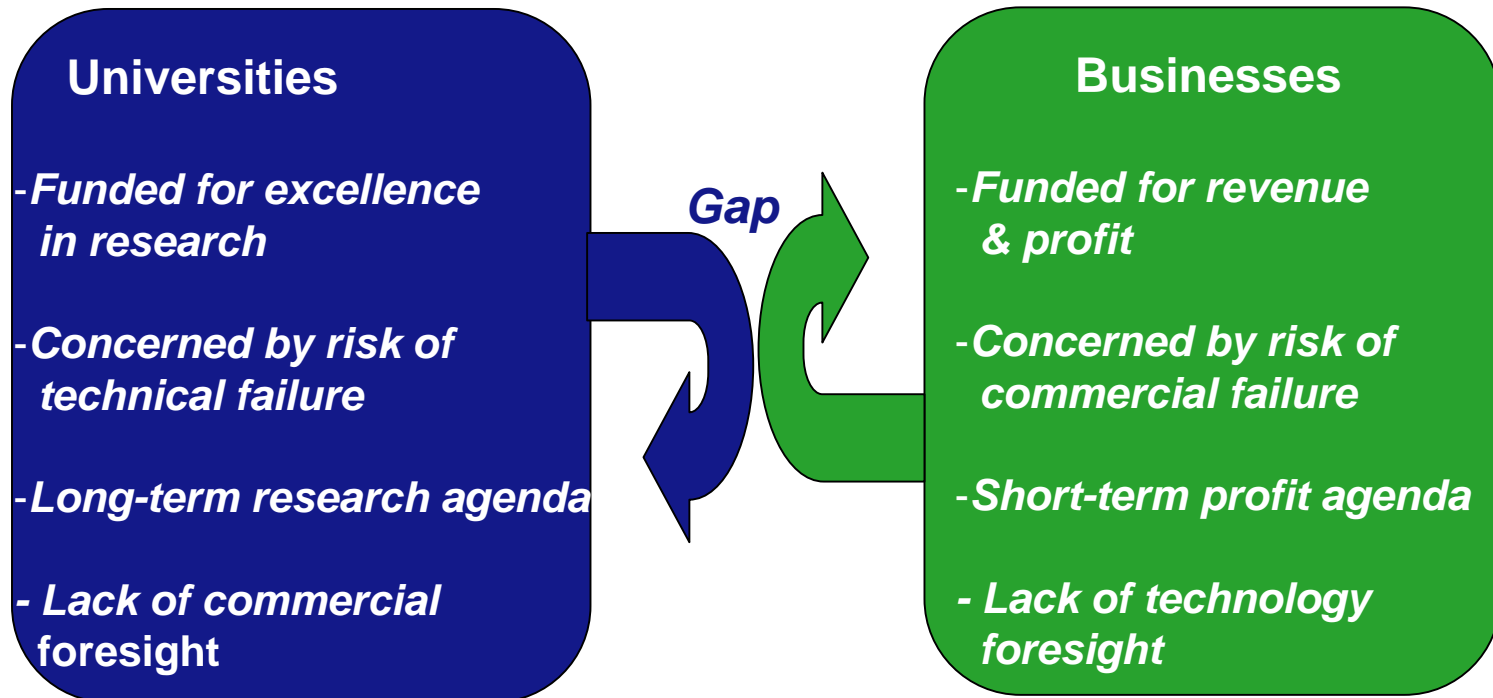 Universities
-Funded for excellence
in research
-Concerned by risk of
technical failure
-Long-term research agenda
- Lack of commercial
foresight
Gap
Businesses
-Funded for revenue
& profit
-Concerned by risk of
commercial failure
-Short-term profit agenda
- Lack of technology
foresight